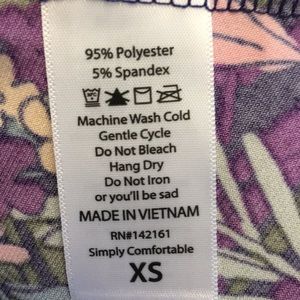 95% Polyester
5% Spandex
Machine Wash Cold
Gentle Cycle
Do Not Bleach
Hang Dry
Do Not Iron
or you'll be sad
MADE IN VIETNAM
RN#142161
Simply Comfortable
XS